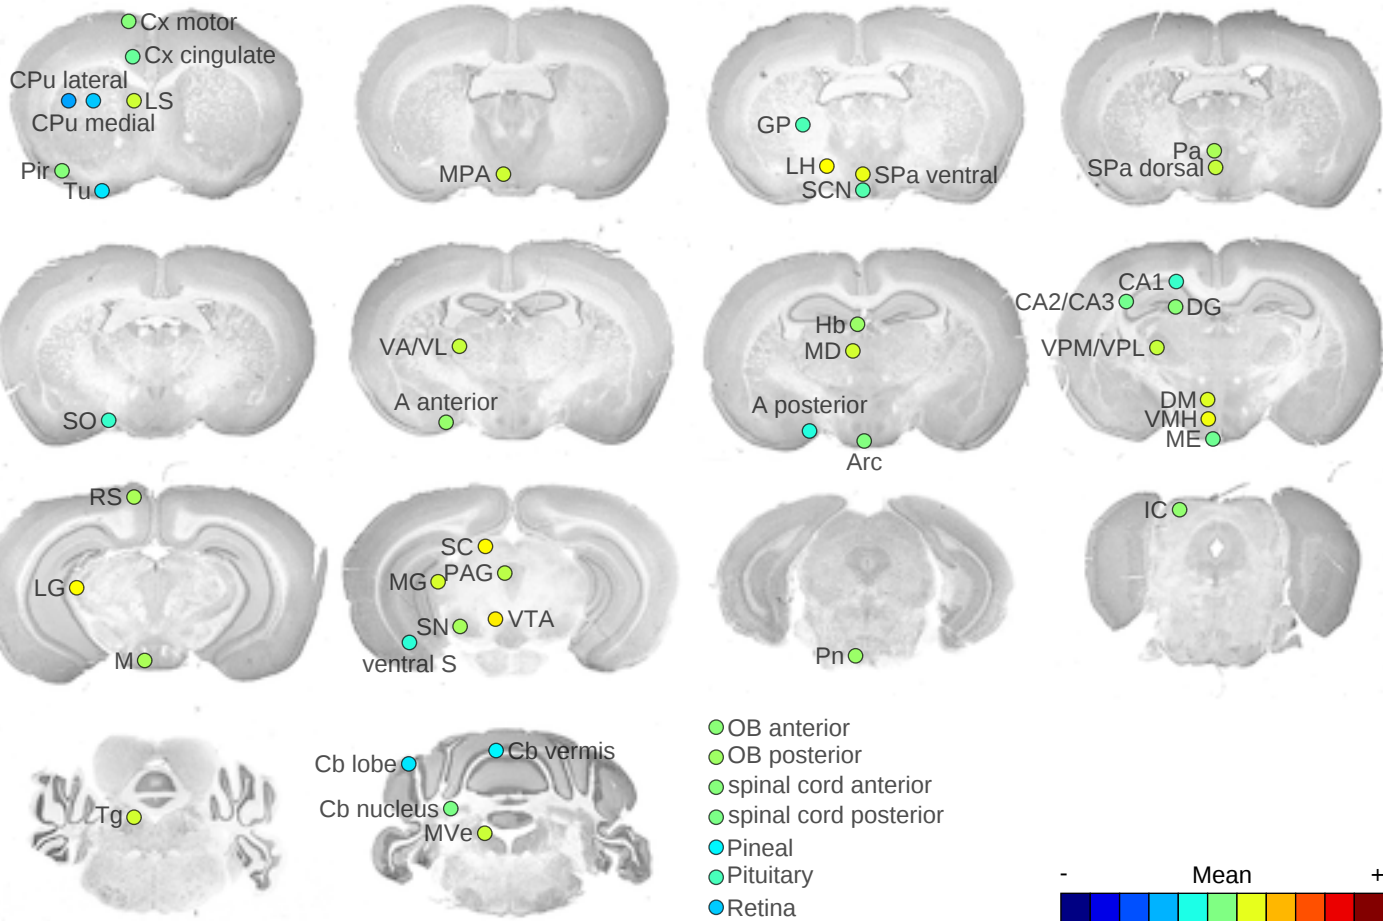 Cx motor
Cx cingulate
CPu lateral
LS
CPu medial
Pir
Tu
MPA
GP
LH
SPa ventral
SCN
Pa
SPa dorsal
SO
VA/VL
A anterior
Hb
MD
A posterior
Arc
CA1
CA2/CA3
DG
VPM/VPL
DM
VMH
ME
RS
LG
M
SC
MG
PAG
SN
VTA
ventral S
Pn
IC
Tg
Cb lobe
Cb vermis
Cb nucleus
MVe
OB anterior
OB posterior
spinal cord anterior
spinal cord posterior
Pineal
Pituitary
Retina
- Mean +